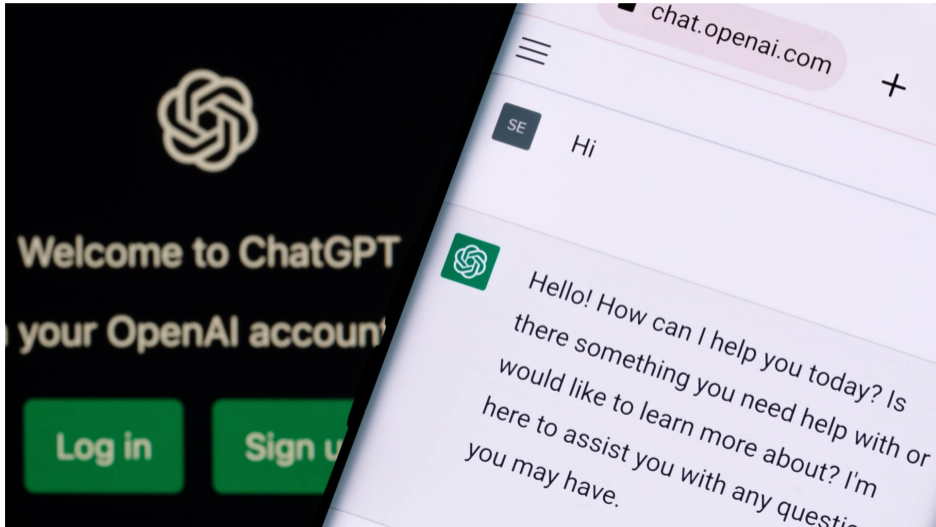 Welcome to ChatGPT
your OpenAI account
Log in
Sign
chat.openai.com
SE
Hi
Hello! How can I help you today? Is
there something you need help with or
would like to learn more about? I'm
here to assist you with any
you may have.